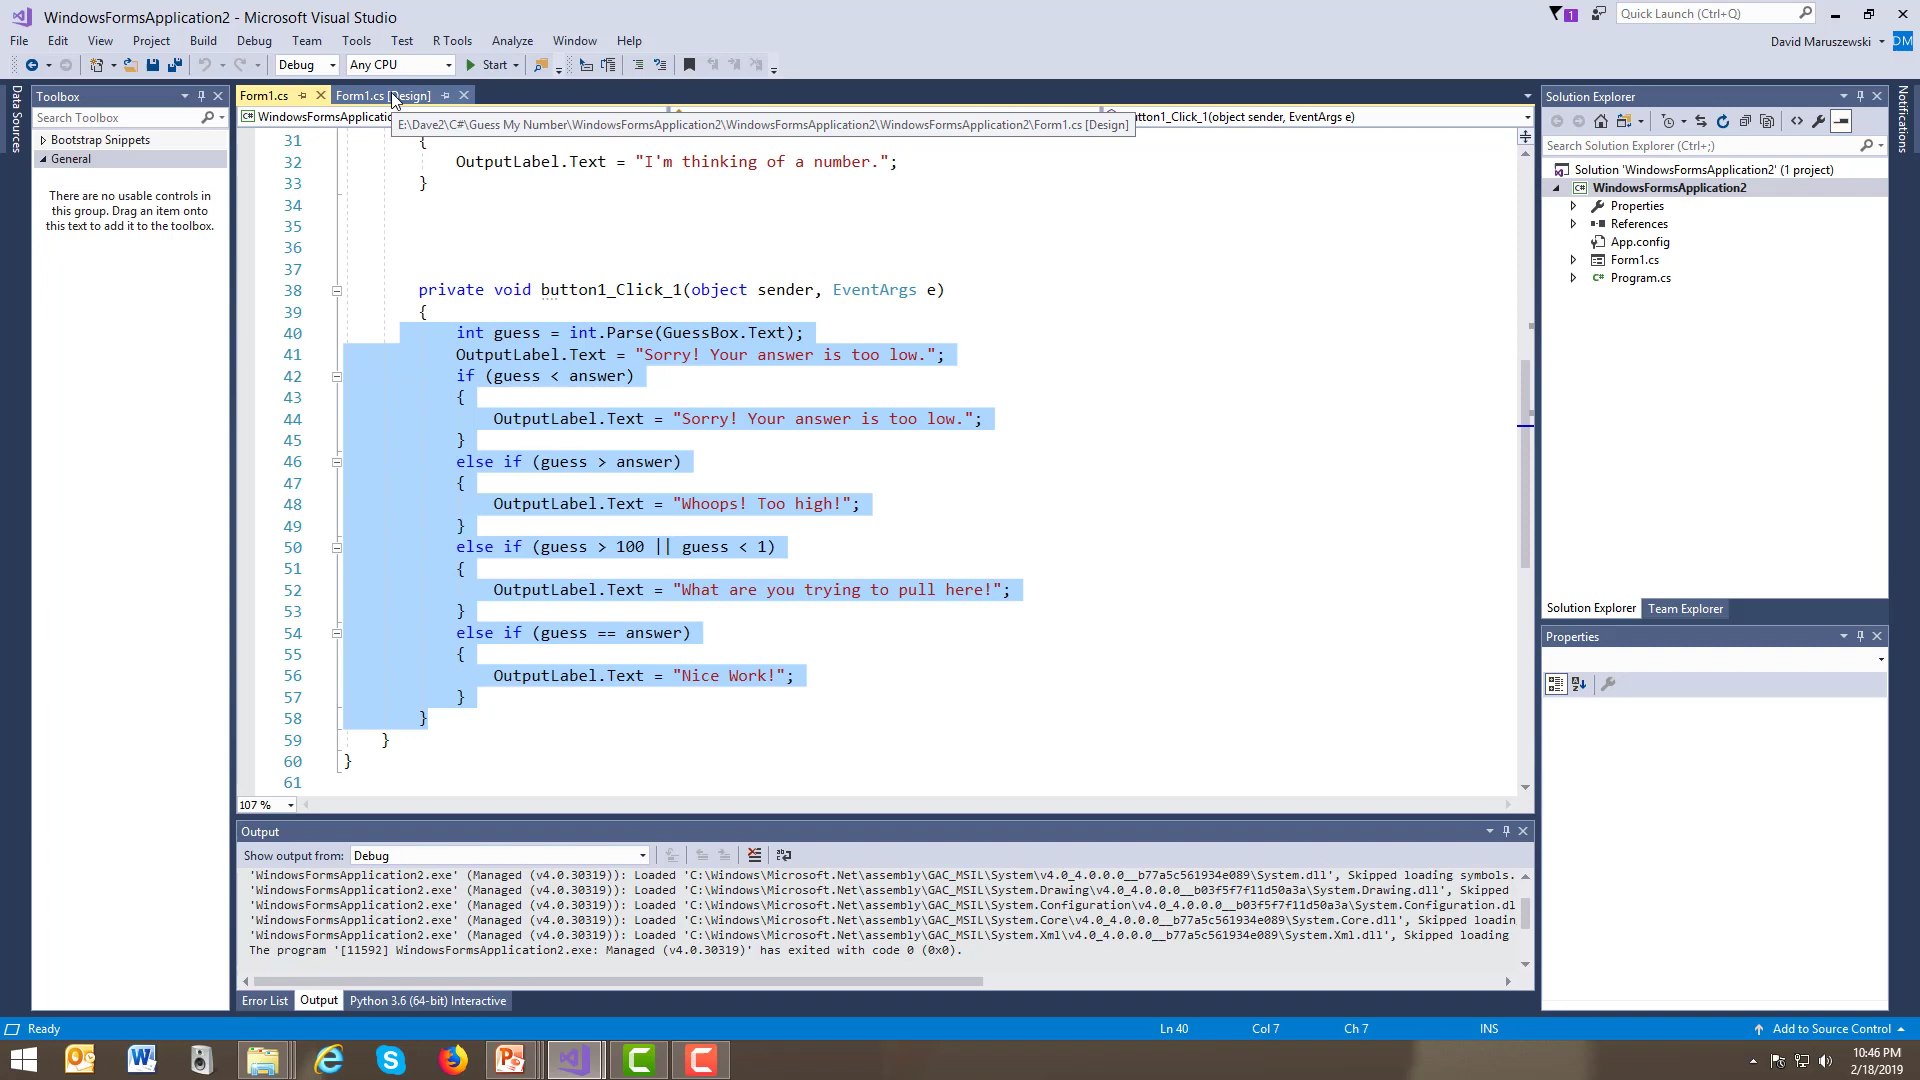 WindowsFormsApplication2 - Microsoft Visual Studio
1
Quick Launch (Ctrl+Q)
File Edit View Project Build Debug Team Tools Test R Tools Analyze Window Help
David Maruszewski DM
Debug Any CPU Start
Data Sources
Toolbox
Search Toolbox
Bootstrap Snippets
General
There are no usable controls in
this group. Drag an item onto
this text to add it to the toolbox.
Form1.cs Form1.cs [Design]
E:\Dave2\C#\Guess My Number\WindowsFormsApplication2\WindowsFormsApplication2\WindowsFormsApplication2\Form1.cs [Design]
31 {
32 OutputLabel.Text = "I'm thinking of a number.";
33 }
34
35
36
37
38 private void button1_Click_1(object sender, EventArgs e)
39 {
40 int guess = int.Parse(GuessBox.Text);
41 OutputLabel.Text = "Sorry! Your answer is too low.";
42 if (guess < answer)
43 {
44 OutputLabel.Text = "Sorry! Your answer is too low.";
45 }
46 else if (guess > answer)
47 {
48 OutputLabel.Text = "Whoops! Too high!";
49 }
50 else if (guess > 100 || guess < 1)
51 {
52 OutputLabel.Text = "What are you trying to pull here!";
53 }
54 else if (guess == answer)
55 {
56 OutputLabel.Text = "Nice Work!";
57 }
58 }
59 }
60 }
61
107 %
Output
Show output from: Debug
'WindowsFormsApplication2.exe' (Managed (v4.0.30319)): Loaded 'C:\Windows\Microsoft.Net\assembly\GAC_MSIL\System\v4.0_4.0.0.0__b77a5c561934e089\System.dll', Skipped loading symbols.
'WindowsFormsApplication2.exe' (Managed (v4.0.30319)): Loaded 'C:\Windows\Microsoft.Net\assembly\GAC_MSIL\System.Drawing\v4.0_4.0.0.0__b03f5f7f11d50a3a\System.Drawing.dll', Skipped
'WindowsFormsApplication2.exe' (Managed (v4.0.30319)): Loaded 'C:\Windows\Microsoft.Net\assembly\GAC_MSIL\System.Configuration\v4.0_4.0.0.0__b03f5f7f11d50a3a\System.Configuration.dl
'WindowsFormsApplication2.exe' (Managed (v4.0.30319)): Loaded 'C:\Windows\Microsoft.Net\assembly\GAC_MSIL\System.Core\v4.0_4.0.0.0__b77a5c561934e089\System.Core.dll', Skipped loadin
'WindowsFormsApplication2.exe' (Managed (v4.0.30319)): Loaded 'C:\Windows\Microsoft.Net\assembly\GAC_MSIL\System.Xml\v4.0_4.0.0.0__b77a5c561934e089\System.Xml.dll', Skipped loading
The program '[11592] WindowsFormsApplication2.exe: Managed (v4.0.30319)' has exited with code 0 (0x0).
Error List Output Python 3.6 (64-bit) Interactive
Solution Explorer
Search Solution Explorer (Ctrl+;)
Solution 'WindowsFormsApplication2' (1 project)
WindowsFormsApplication2
Properties
References
App.config
Form1.cs
Program.cs
Solution Explorer Team Explorer
Properties
Notifications
Ready Ln 40 Col 7 Ch 7 INS Add to Source Control
10:46 PM
2/18/2019